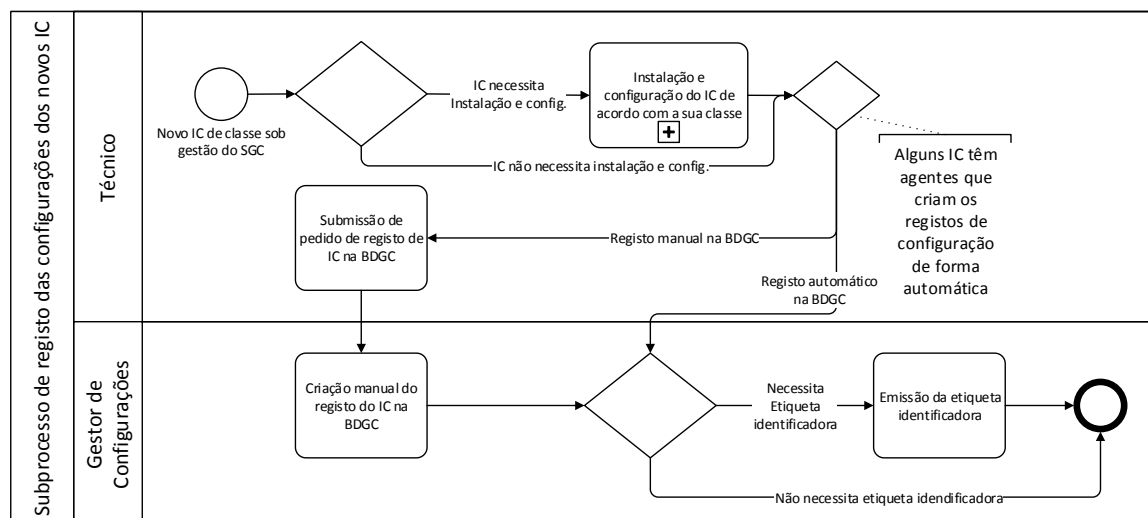 Subprocesso de registo das configurações dos novos IC
Técnico
Novo IC de classe sob
gestão do SGC
IC necessita
Instalação e config.
Instalação e
configuração do IC de
acordo com a sua classe
IC não necessita instalação e config.
Alguns IC têm
agentes que
criam os
registos de
configuração
de forma
automática
Submissão de
pedido de registo de
IC na BDGC
Registo manual na BDGC
Registo automático
na BDGC
Gestor de
Configurações
Criação manual do
registo do IC na
BDGC
Necessita
Etiqueta
identificadora
Emissão da etiqueta
identificadora
Não necessita etiqueta idendificadora